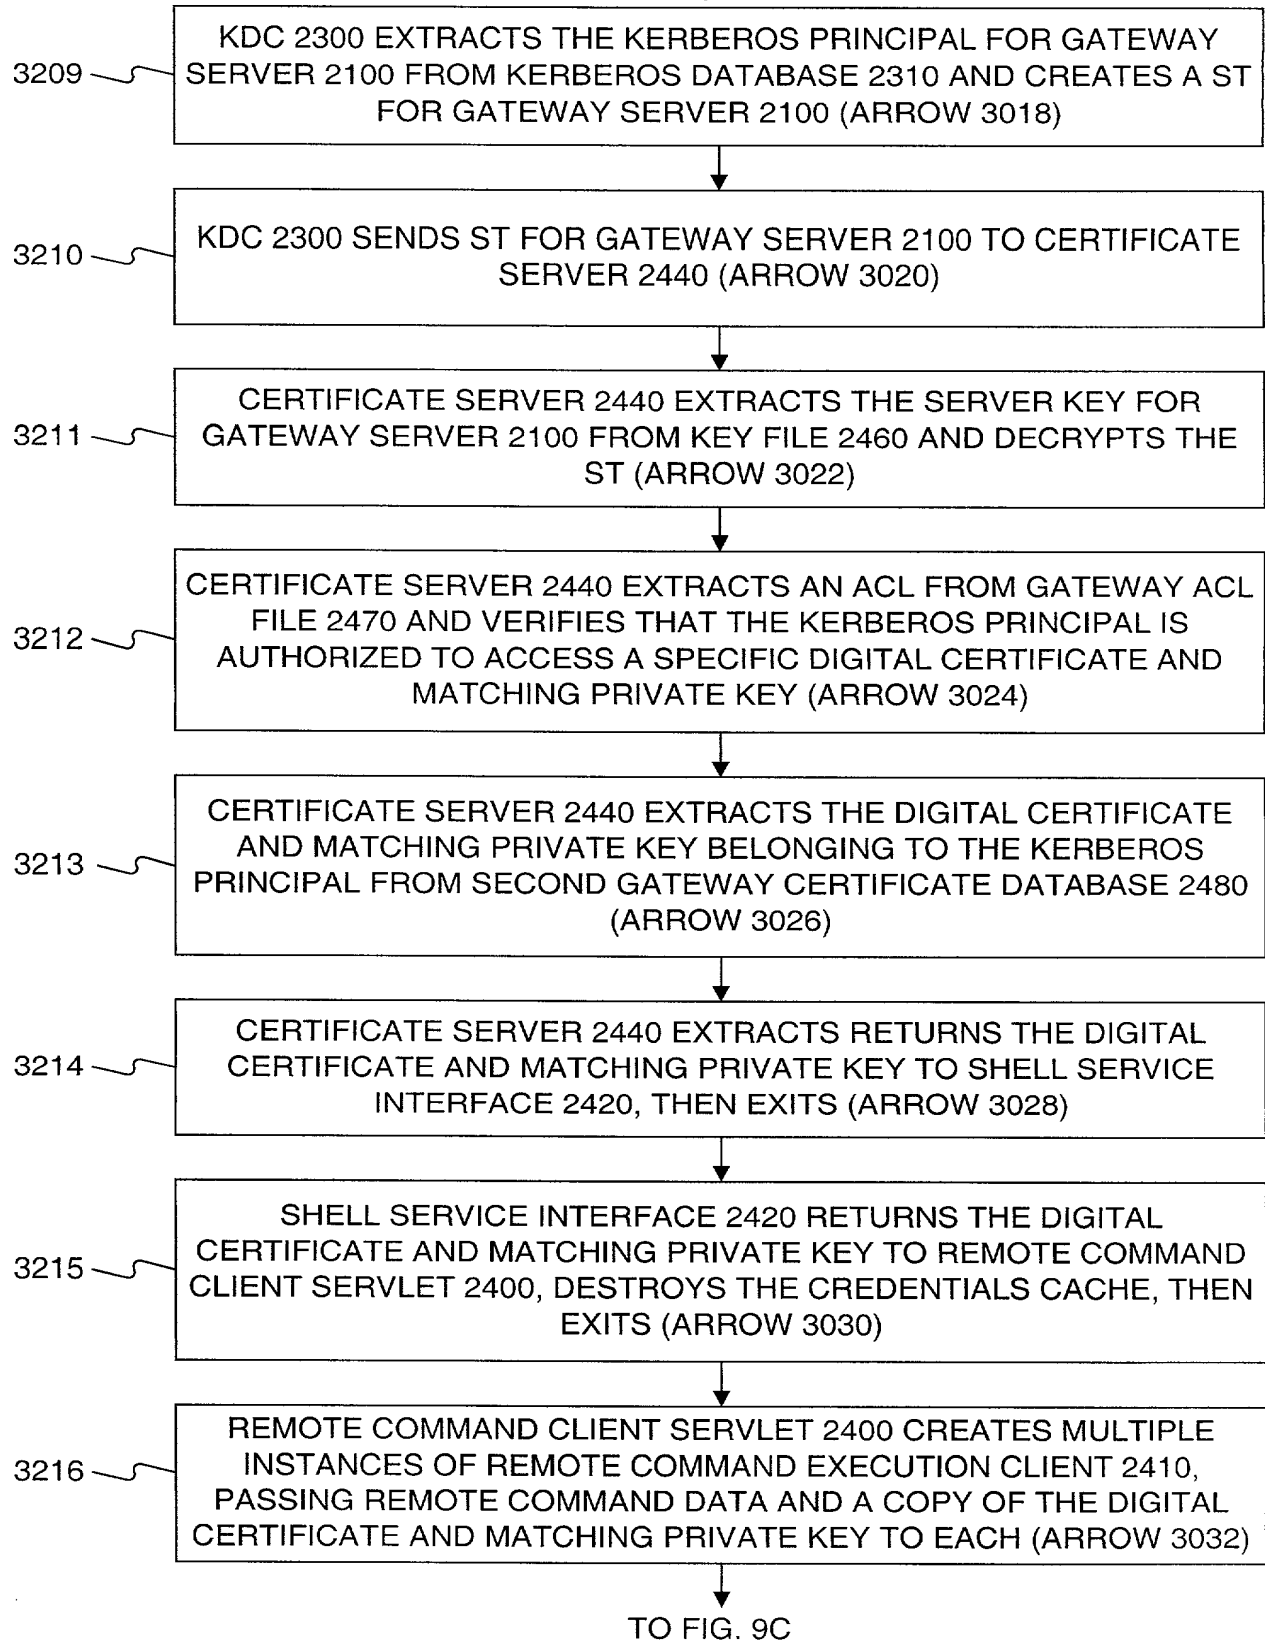 3209
KDC 2300 EXTRACTS THE KERBEROS PRINCIPAL FOR GATEWAY
SERVER 2100 FROM KERBEROS DATABASE 2310 AND CREATES A ST
FOR GATEWAY SERVER 2100 (ARROW 3018)
3210
KDC 2300 SENDS ST FOR GATEWAY SERVER 2100 TO CERTIFICATE
SERVER 2440 (ARROW 3020)
3211
CERTIFICATE SERVER 2440 EXTRACTS THE SERVER KEY FOR
GATEWAY SERVER 2100 FROM KEY FILE 2460 AND DECRYPTS THE
ST (ARROW 3022)
3212
CERTIFICATE SERVER 2440 EXTRACTS AN ACL FROM GATEWAY ACL
FILE 2470 AND VERIFIES THAT THE KERBEROS PRINCIPAL IS
AUTHORIZED TO ACCESS A SPECIFIC DIGITAL CERTIFICATE AND
MATCHING PRIVATE KEY (ARROW 3024)
3213
CERTIFICATE SERVER 2440 EXTRACTS THE DIGITAL CERTIFICATE
AND MATCHING PRIVATE KEY BELONGING TO THE KERBEROS
PRINCIPAL FROM SECOND GATEWAY CERTIFICATE DATABASE 2480
(ARROW 3026)
3214
CERTIFICATE SERVER 2440 EXTRACTS RETURNS THE DIGITAL
CERTIFICATE AND MATCHING PRIVATE KEY TO SHELL SERVICE
INTERFACE 2420, THEN EXITS (ARROW 3028)
3215
SHELL SERVICE INTERFACE 2420 RETURNS THE DIGITAL
CERTIFICATE AND MATCHING PRIVATE KEY TO REMOTE COMMAND
CLIENT SERVLET 2400, DESTROYS THE CREDENTIALS CACHE, THEN
EXITS (ARROW 3030)
3216
REMOTE COMMAND CLIENT SERVLET 2400 CREATES MULTIPLE
INSTANCES OF REMOTE COMMAND EXECUTION CLIENT 2410,
PASSING REMOTE COMMAND DATA AND A COPY OF THE DIGITAL
CERTIFICATE AND MATCHING PRIVATE KEY TO EACH (ARROW 3032)
TO FIG. 9C